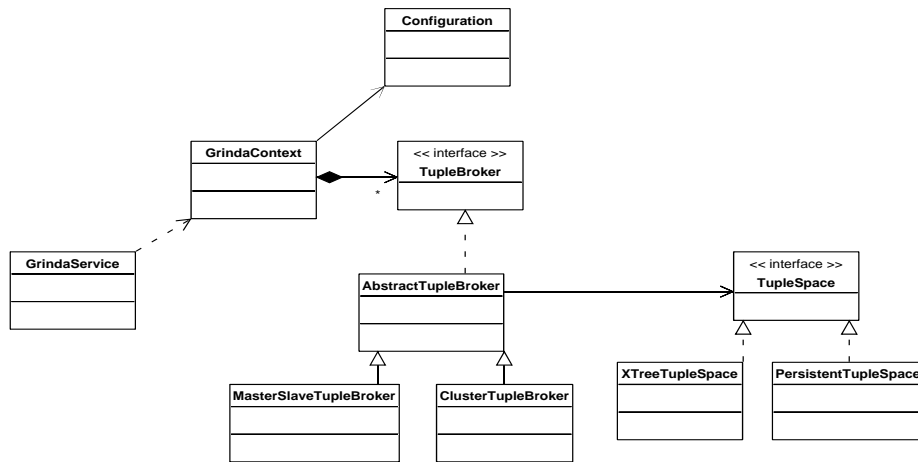 Configuration
GrindaContext
<< interface >>
TupleBroker
*
GrindaService
<< interface >>
TupleSpace
AbstractTupleBroker
XTreeTupleSpace
PersistentTupleSpace
MasterSlaveTupleBroker
ClusterTupleBroker